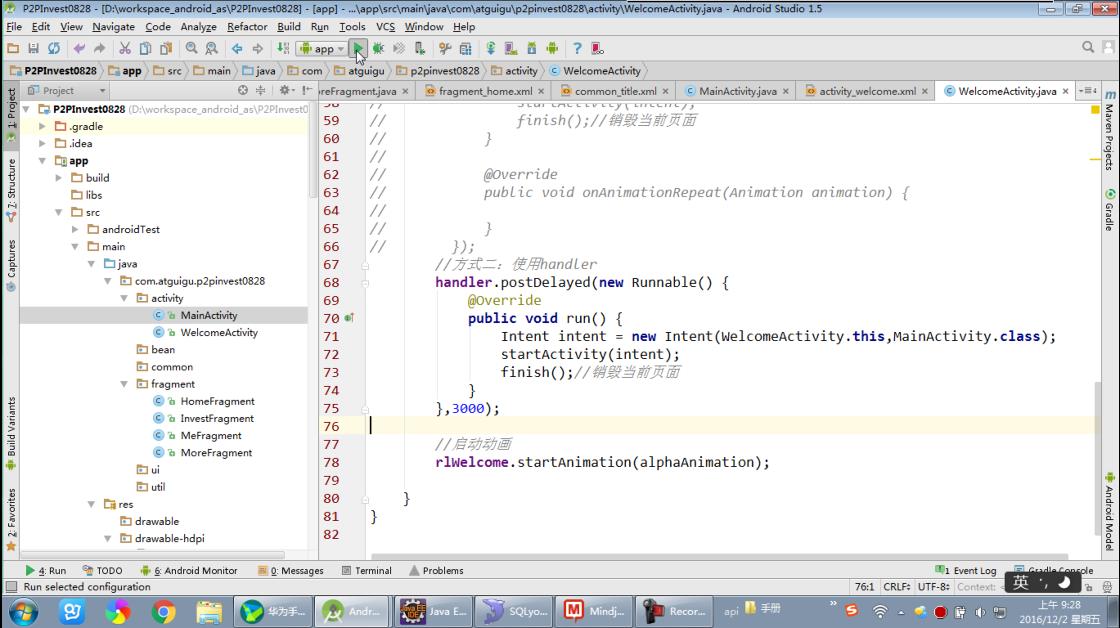 P2PInvest0828 - [D:\workspace_android_as\P2PInvest0828] - [app] - ...\app\src\main\java\com\atguigu\p2pinvest0828\activity\WelcomeActivity.java - Android Studio 1.5
File Edit View Navigate Code Analyze Refactor Build Run Tools VCS Window Help
app
P2PInvest0828 app src main java com atguigu p2pinvest0828 activity WelcomeActivity
Project
oreFragment.java fragment_home.xml common_title.xml MainActivity.java activity_welcome.xml WelcomeActivity.java
1: Project
7: Structure
Captures
Build Variants
2: Favorites
P2PInvest0828 (D:\workspace_android_as\P2PInvest0
.gradle
.idea
app
build
libs
src
androidTest
main
java
com.atguigu.p2pinvest0828
activity
MainActivity
WelcomeActivity
bean
common
fragment
HomeFragment
InvestFragment
MeFragment
MoreFragment
ui
util
res
drawable
drawable-hdpi
58 // startActivity(intent);
59 // finish();//销毁当前页面
60 // }
61 //
62 // @Override
63 // public void onAnimationRepeat(Animation animation) {
64 //
65 // }
66 // });
67 //方式二：使用handler
68 handler.postDelayed(new Runnable() {
69 @Override
70 public void run() {
71 Intent intent = new Intent(WelcomeActivity.this,MainActivity.class);
72 startActivity(intent);
73 finish();//销毁当前页面
74 }
75 },3000);
76
77 //启动动画
78 rlWelcome.startAnimation(alphaAnimation);
79
80 }
81 }
82
Maven Projects
Gradle
Android Model
4: Run TODO 6: Android Monitor 0: Messages Terminal Problems 1 Event Log Gradle Console
Run selected configuration 76:1 CRLF UTF-8 Context:
英
华为手... Andr... Java E... SQLyo... Mindj... Recor... api 手册
上午 9:28
2016/12/2 星期五